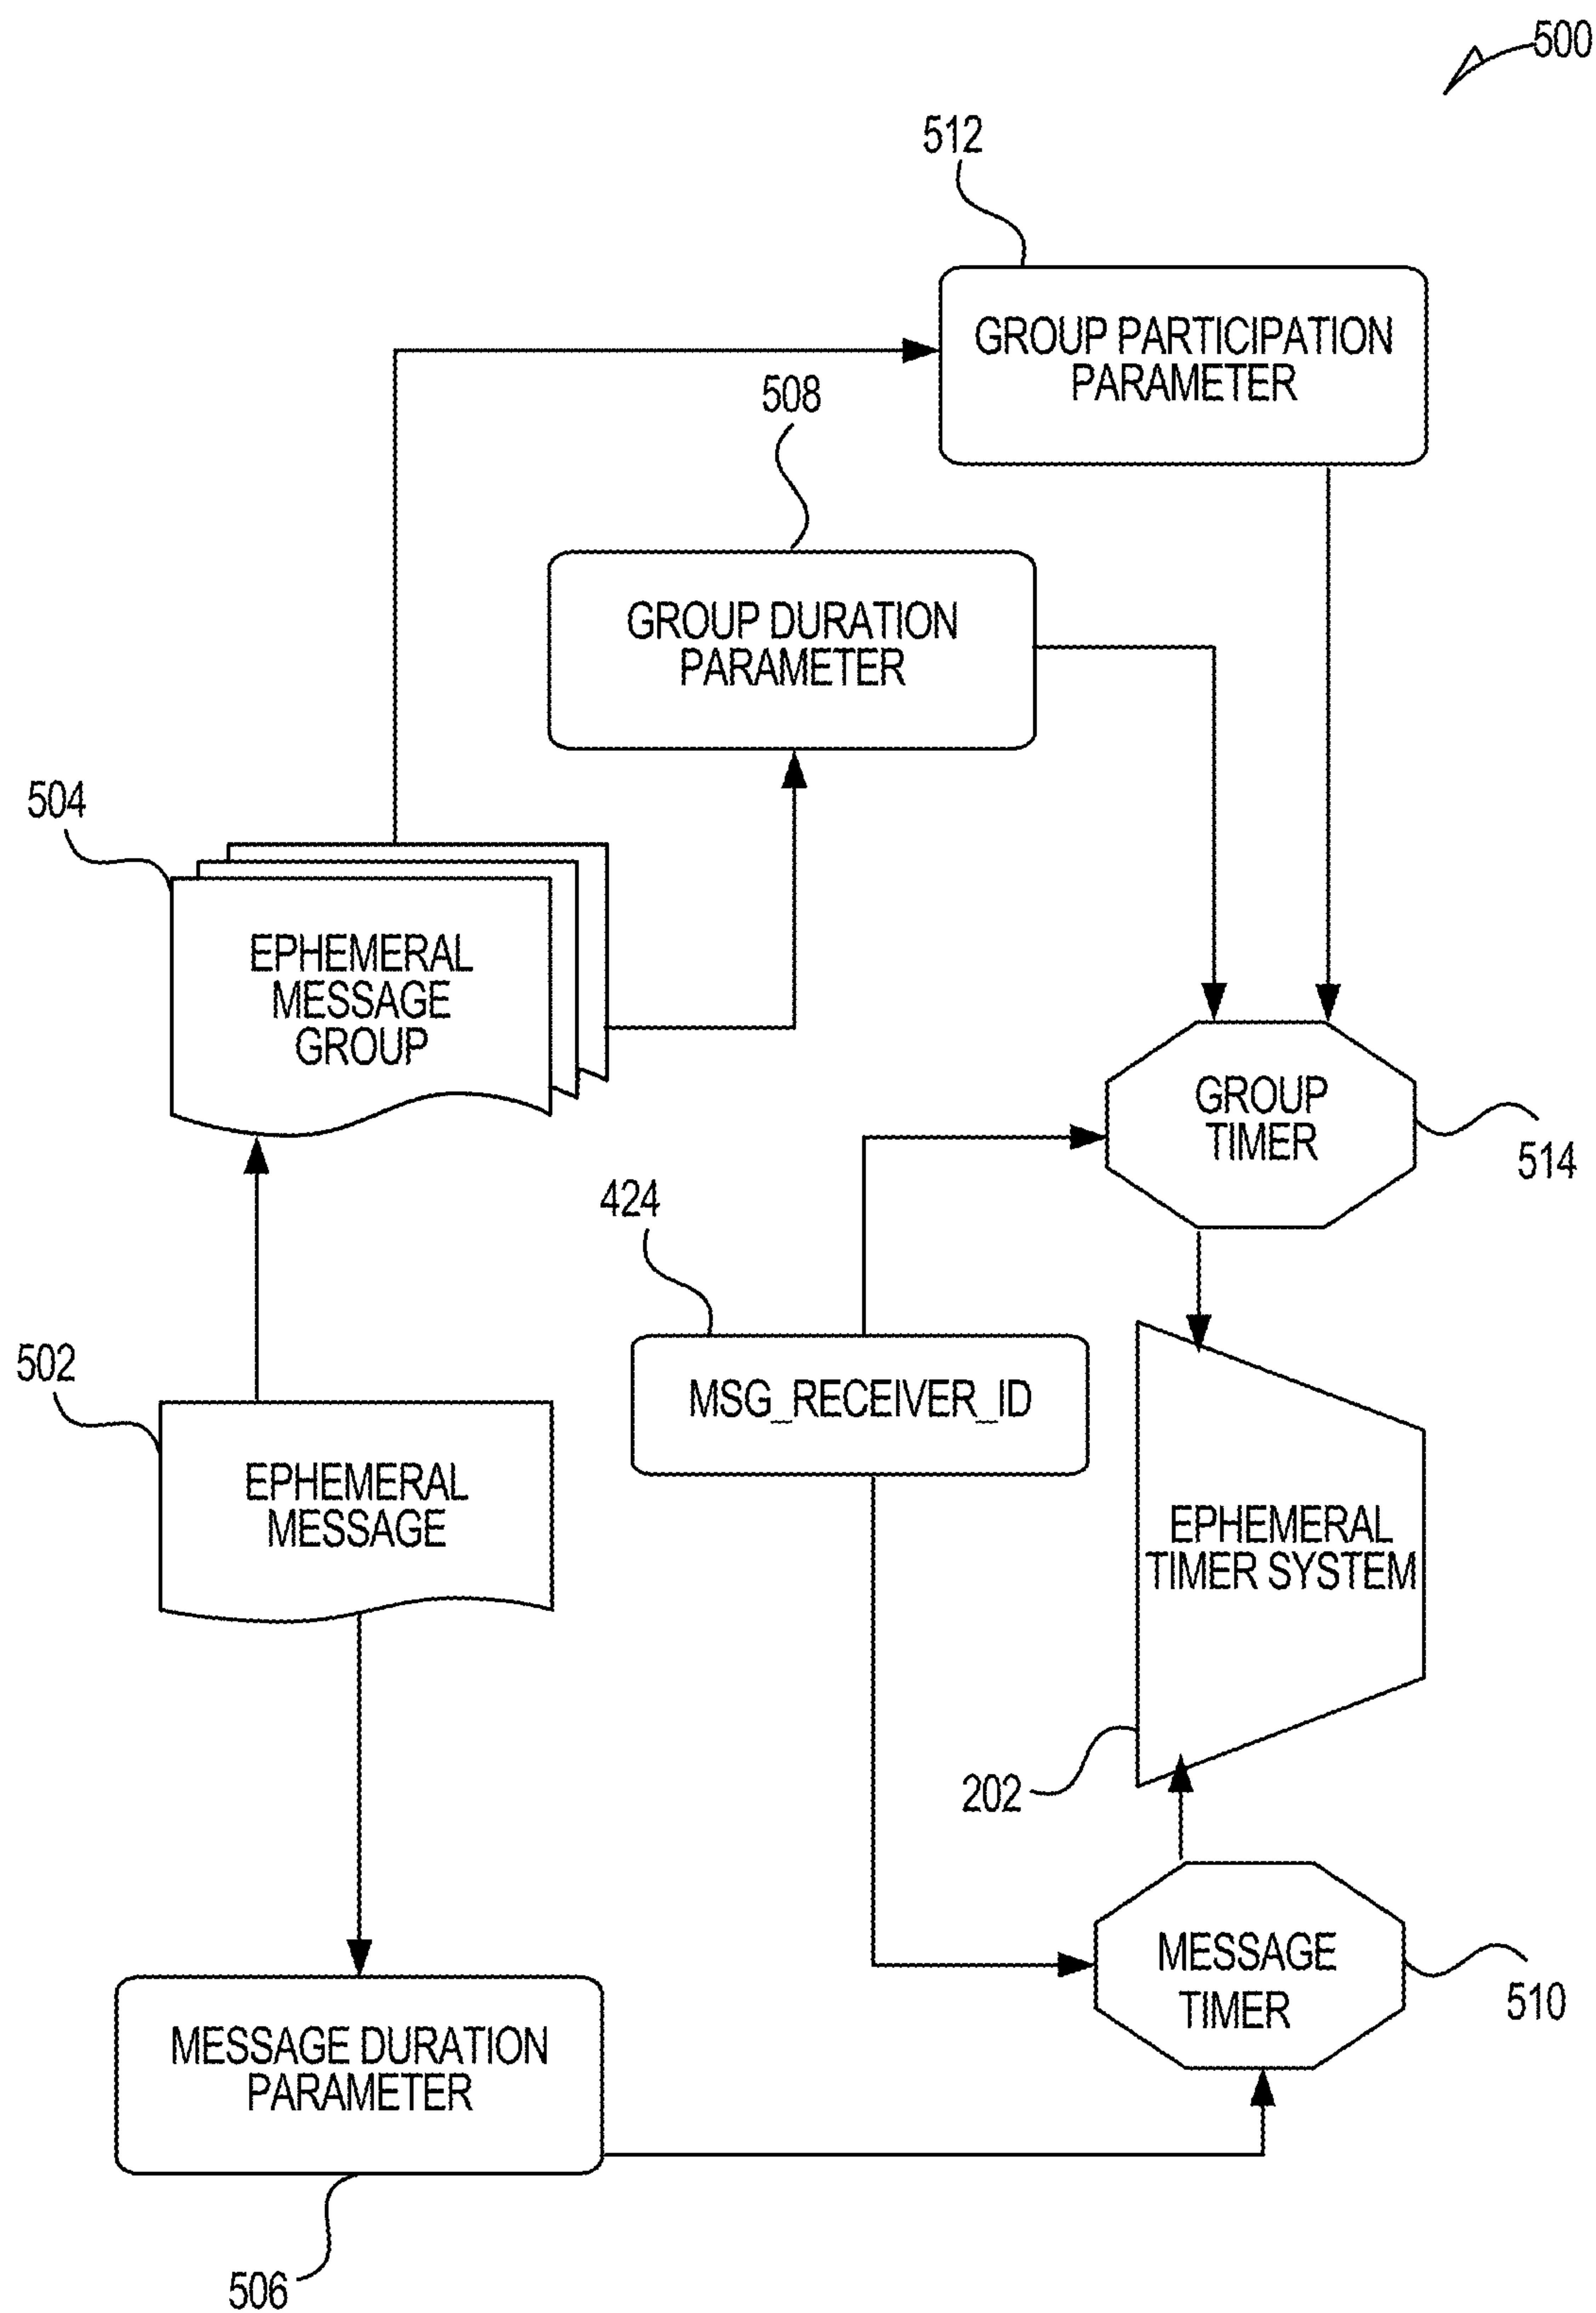 500
512
GROUP PARTICIPATION
PARAMETER
508
GROUP DURATION
PARAMETER
504
EPHEMERAL
MESSAGE
GROUP
GROUP
TIMER
514
424
MSG_RECEIVER_ID
502
EPHEMERAL
MESSAGE
EPHEMERAL
TIMER SYSTEM
202
MESSAGE
TIMER
510
MESSAGE DURATION
PARAMETER
506